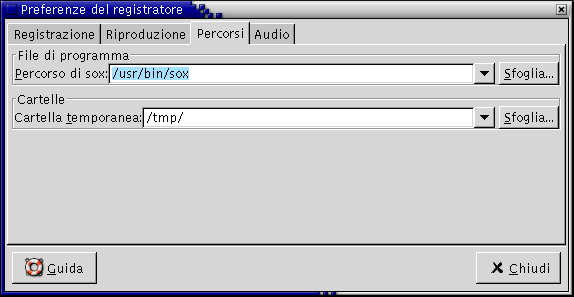 Preferenze del registratore
Registrazione Riproduzione Percorsi Audio
File di programma
Percorso di sox: /usr/bin/sox Sfoglia...
Cartelle
Cartella temporanea: /tmp/ Sfoglia...
Guida Chiudi